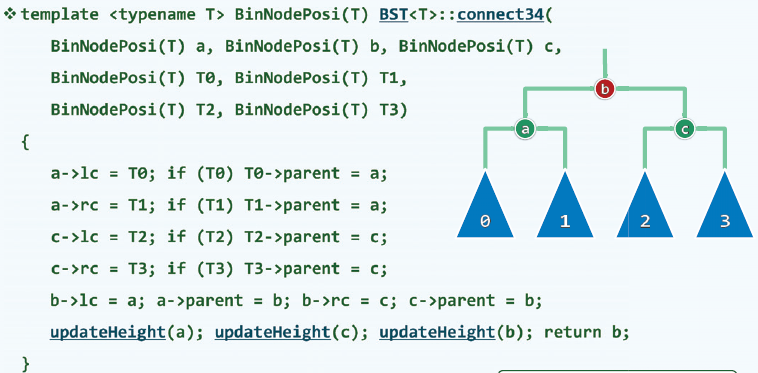 ❖template <typename T> BinNodePosi(T) BST<T>::connect34(
BinNodePosi(T) a, BinNodePosi(T) b, BinNodePosi(T) c,
BinNodePosi(T) T0, BinNodePosi(T) T1,
BinNodePosi(T) T2, BinNodePosi(T) T3)
{
a->lc = T0; if (T0) T0->parent = a;
a->rc = T1; if (T1) T1->parent = a;
c->lc = T2; if (T2) T2->parent = c;
c->rc = T3; if (T3) T3->parent = c;
b->lc = a; a->parent = b; b->rc = c; c->parent = b;
updateHeight(a); updateHeight(c); updateHeight(b); return b;
}
b
a c
0 1 2 3